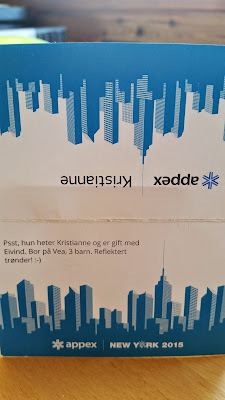 appex Kristianne
Psst, hun heter Kristianne og er gift med
Eivind. Bor på Vea, 3 barn. Reflektert
trønder! :-)
appex | NEW YORK 2015